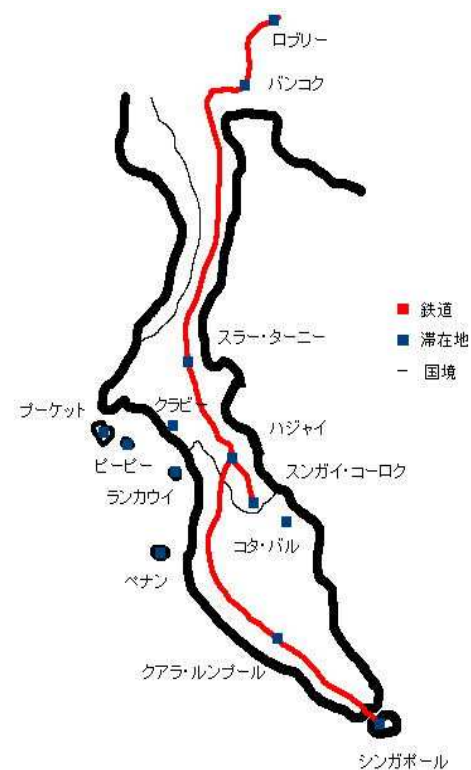 ロブリー
バンコク
鉄道
滞在地
国境
スラー・ターニー
プーケット
クラビー
ハジャイ
ピーピー
スンガイ・コーロク
ランカウイ
コタ・バル
ペナン
クアラ・ルンプール
シンガポール